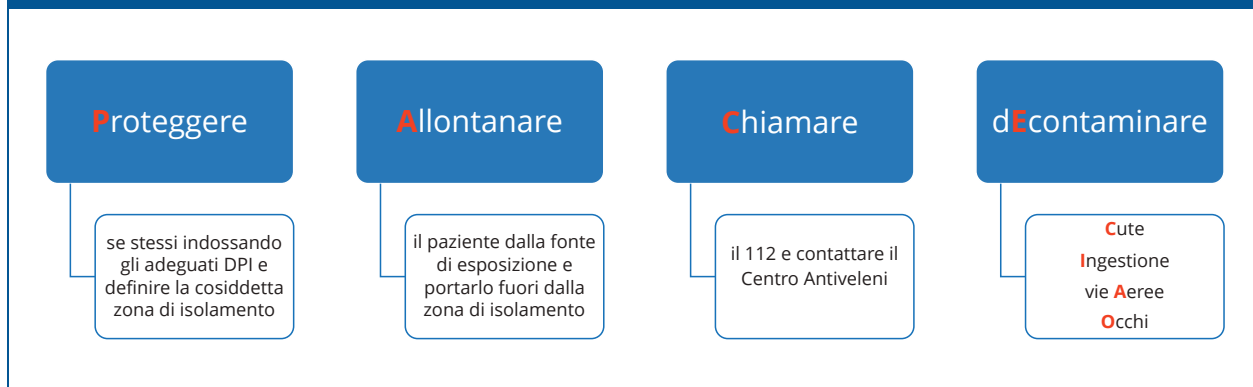 Proteggere
se stessi indossando
gli adeguati DPI e
definire la cosiddetta
zona di isolamento
Allontanare
il paziente dalla fonte
di esposizione e
portarlo fuori dalla
zona di isolamento
Chiamare
il 112 e contattare il
Centro Antiveleni
dEcontaminare
Cute
Ingestione
vie Aeree
Occhi